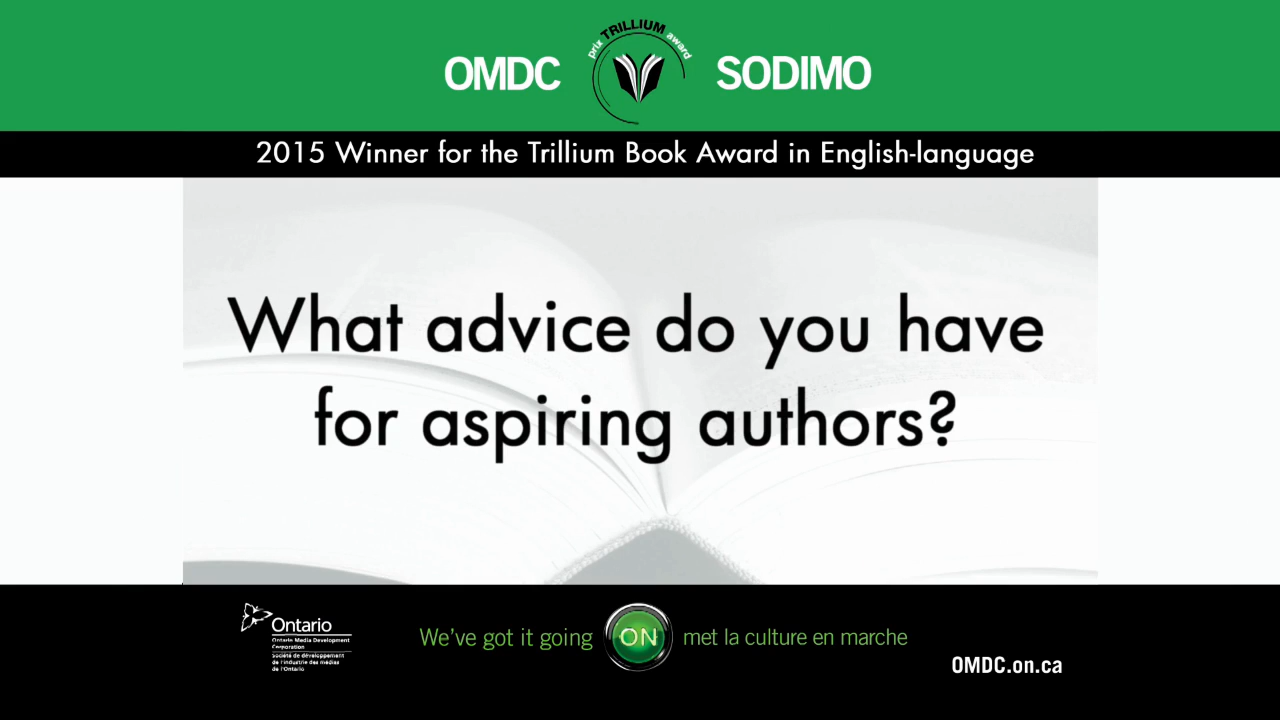 OMDC
prix TRILLIUM award
SODIMO
2015 Winner for the Trillium Book Award in English-language
What advice do you have
for aspiring authors?
Ontario
Ontario Media Development
Corporation
Société de développement
de l'industrie des médias
de l'Ontario
We've got it going ON met la culture en marche
OMDC.on.ca